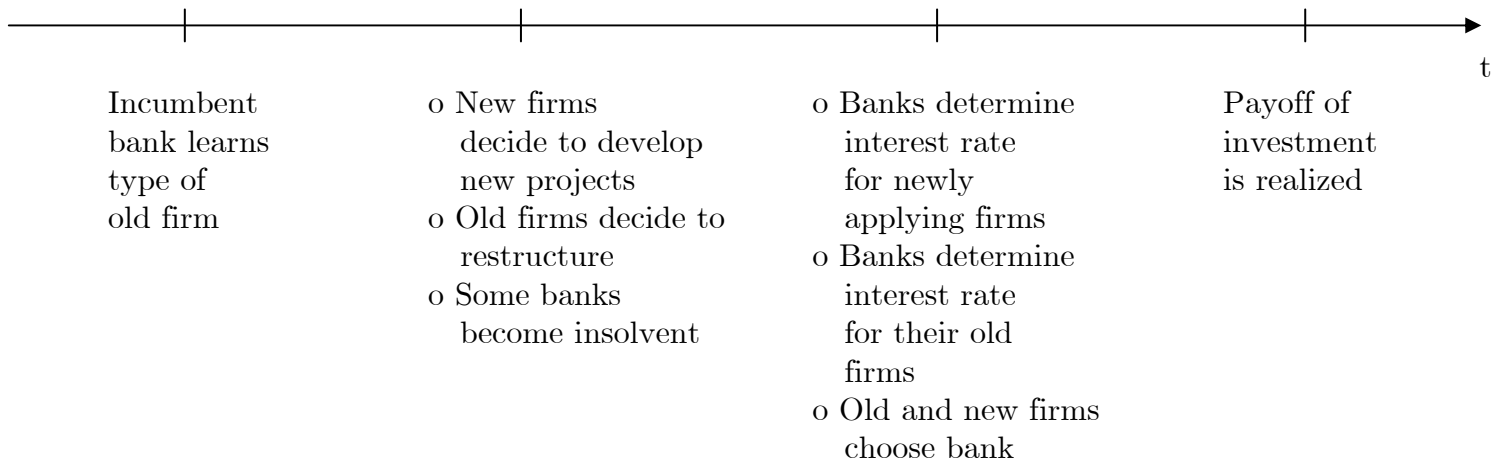 t
Incumbent
bank learns
type of
old firm
o New firms
decide to develop
new projects
o Old firms decide to
restructure
o Some banks
become insolvent
o Banks determine
interest rate
for newly
applying firms
o Banks determine
interest rate
for their old
firms
o Old and new firms
choose bank
Payoff of
investment
is realized